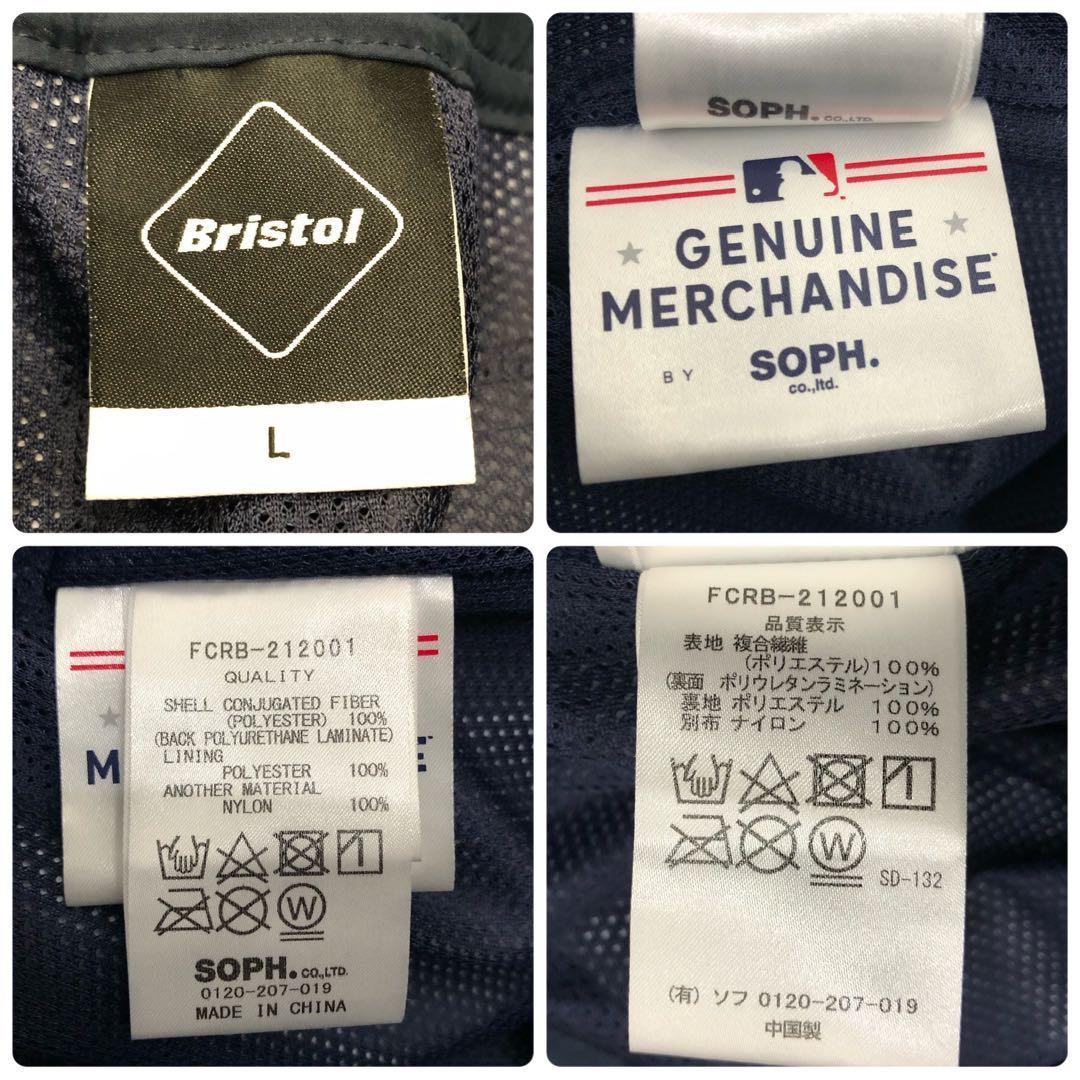 Bristol
L
SOPH. CO.,LTD.
GENUINE
MERCHANDISE™
BY SOPH.
co.,ltd.
FCRB-212001
QUALITY
SHELL CONJUGATED FIBER
(POLYESTER) 100%
(BACK POLYURETHANE LAMINATE)
LINING
POLYESTER 100%
ANOTHER MATERIAL
NYLON 100%
M E
1
W
SOPH. CO.,LTD.
0120-207-019
MADE IN CHINA
FCRB-212001
品質表示
表地 複合繊維
(ポリエステル)100%
(裏面 ポリウレタンラミネーション)
裏地 ポリエステル 100%
別布 ナイロン 100%
1
W
SD-132
(有) ソフ 0120-207-019
中国製